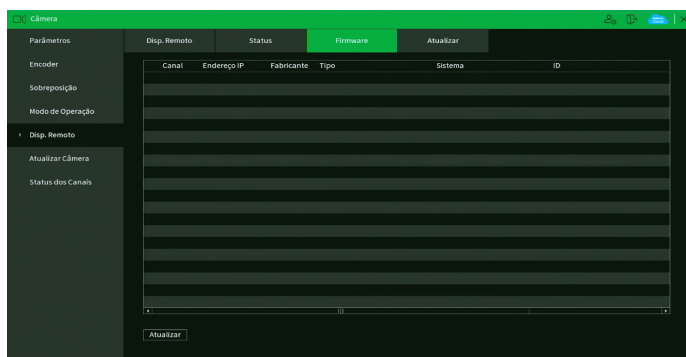 Câmera
Parâmetros
Disp. Remoto Status Firmware Atualizar
Encoder
Canal Endereço IP Fabricante Tipo Sistema ID
Sobreposição
Modo de Operação
> Disp. Remoto
Atualizar Câmera
Status dos Canais
Atualizar